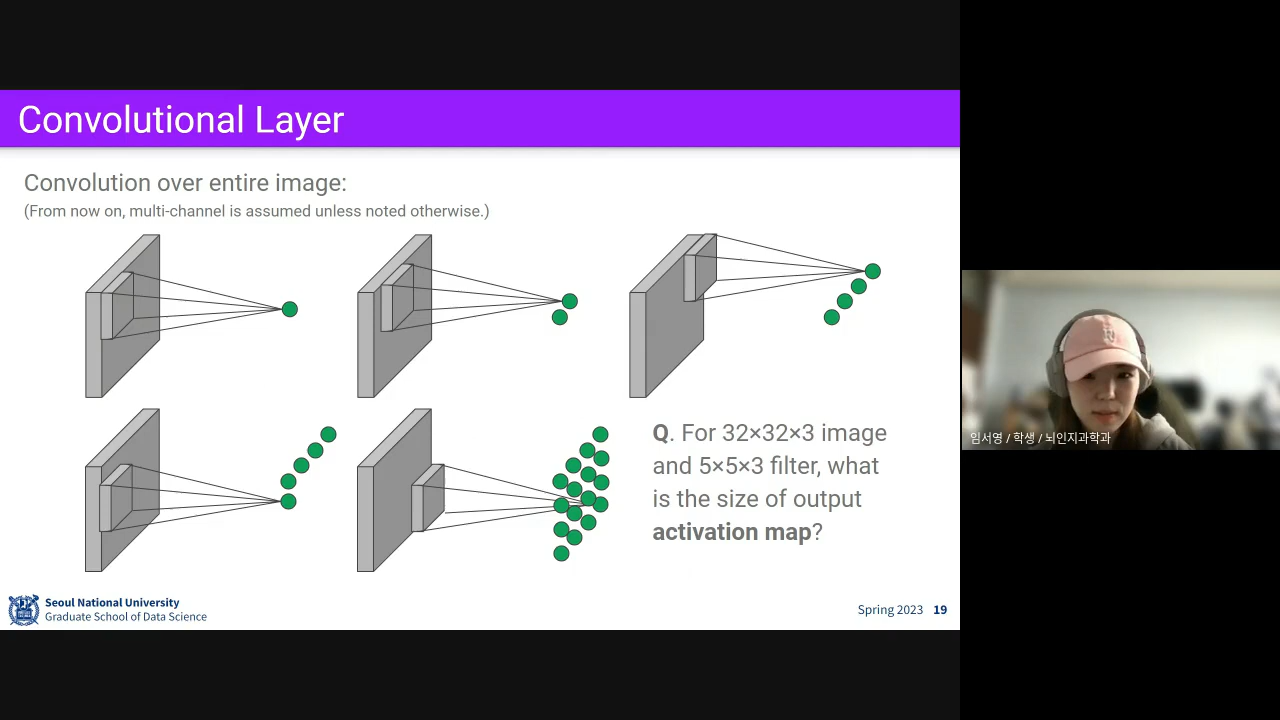 Convolutional Layer
Convolution over entire image:
(From now on, multi-channel is assumed unless noted otherwise.)
Q. For 32×32×3 image
and 5×5×3 filter, what
is the size of output
activation map?
Seoul National University
Graduate School of Data Science
Spring 2023 19
임서영 / 학생 / 뇌인지과학과